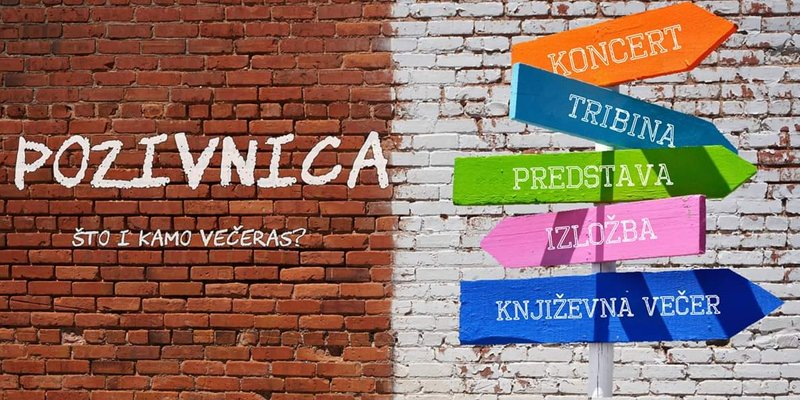 POZIVNICA
ŠTO I KAMO VEČERAS?
KONCERT
TRIBINA
PREDSTAVA
IZLOŽBA
KNJIŽEVNA VEČER